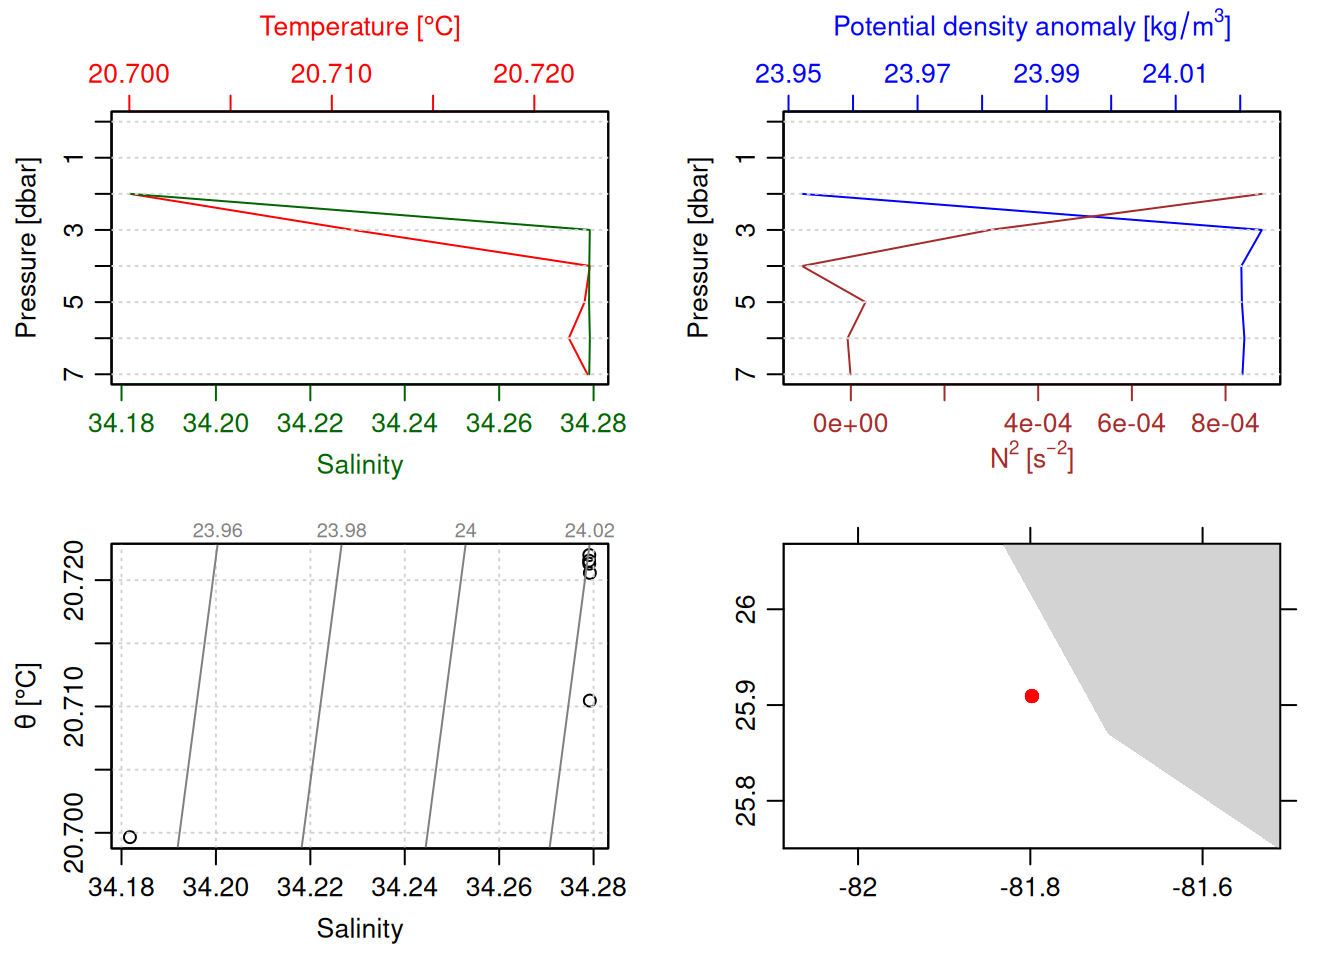 Temperature [°C]
20.700 20.710 20.720
Pressure [dbar]
1
3
5
7
34.18 34.20 34.22 34.24 34.26 34.28
Salinity
Potential density anomaly [kg/m³]
23.95 23.97 23.99 24.01
Pressure [dbar]
1
3
5
7
0e+00 4e-04 6e-04 8e-04
N² [s⁻²]
23.96 23.98 24 24.02
θ [°C]
20.720
20.710
20.700
34.18 34.20 34.22 34.24 34.26 34.28
Salinity
26
25.9
25.8
-82 -81.8 -81.6